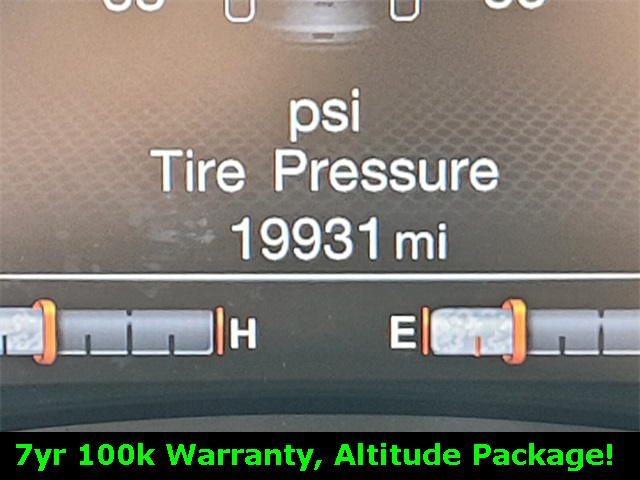 psi
Tire Pressure
19931 mi
H E
7yr 100k Warranty, Altitude Package!